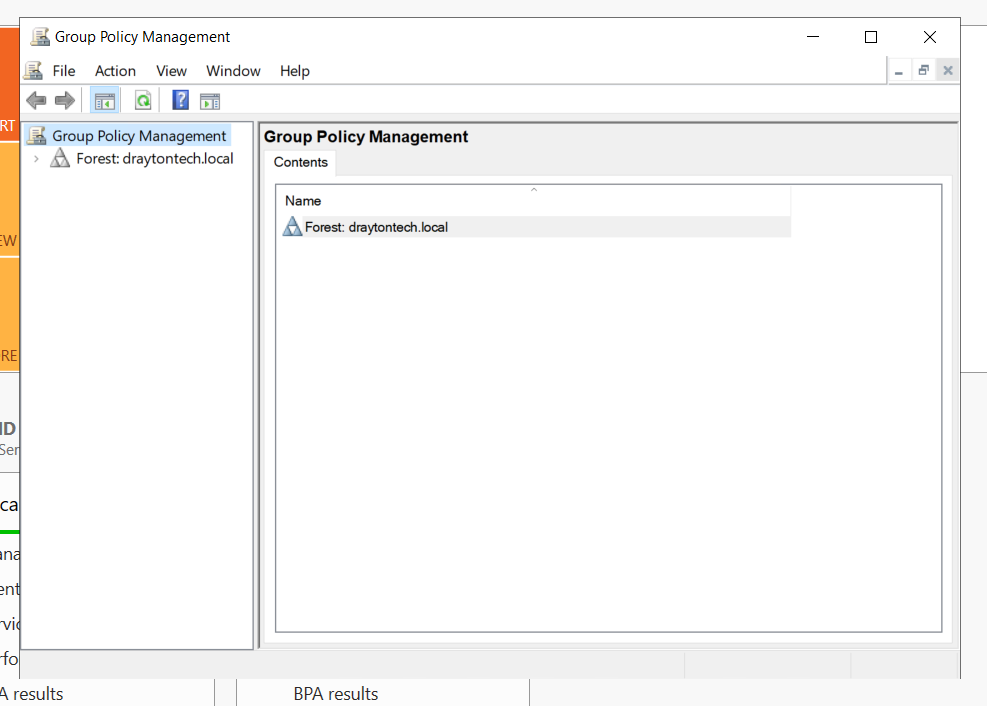 Group Policy Management
File Action View Window Help
RT
EW
RE
ID
Ser
ca
ana
ent
rvic
rfo
Group Policy Management
Forest: draytontech.local
Group Policy Management
Contents
Name
Forest: draytontech.local
A results
BPA results